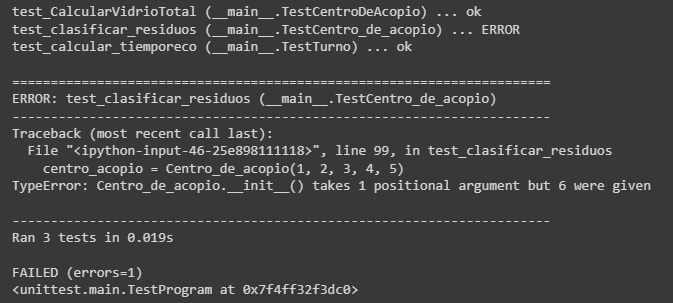 test_CalcularVidrioTotal (__main__.TestCentroDeAcopio) ... ok
test_clasificar_residuos (__main__.TestCentro_de_acopio) ... ERROR
test_calcular_tiemporeco (__main__.TestTurno) ... ok

======================================================================
ERROR: test_clasificar_residuos (__main__.TestCentro_de_acopio)
----------------------------------------------------------------------
Traceback (most recent call last):
  File "<ipython-input-46-25e898111118>", line 99, in test_clasificar_residuos
    centro_acopio = Centro_de_acopio(1, 2, 3, 4, 5)
TypeError: Centro_de_acopio.__init__() takes 1 positional argument but 6 were given

----------------------------------------------------------------------
Ran 3 tests in 0.019s

FAILED (errors=1)
<unittest.main.TestProgram at 0x7f4ff32f3dc0>